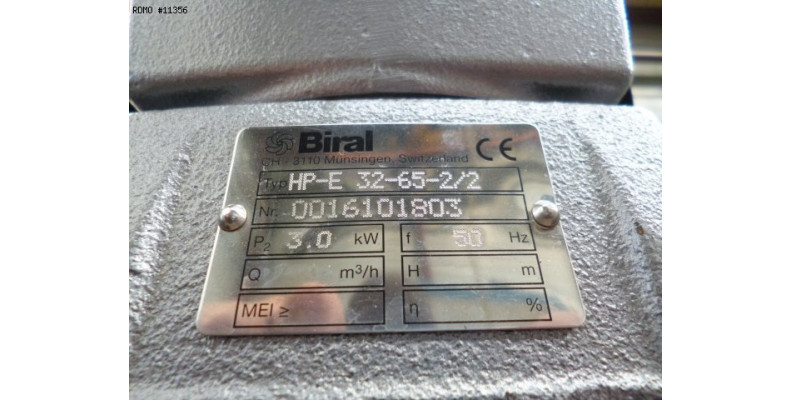 ROMO #11356
Biral
CH - 3110 Münsingen, Switzerland
CE
Typ HP-E 32-65-2/2
Nr. 0016101803
P2 3.0 kW f 50 Hz
Q m³/h H m
MEI ≥ η %